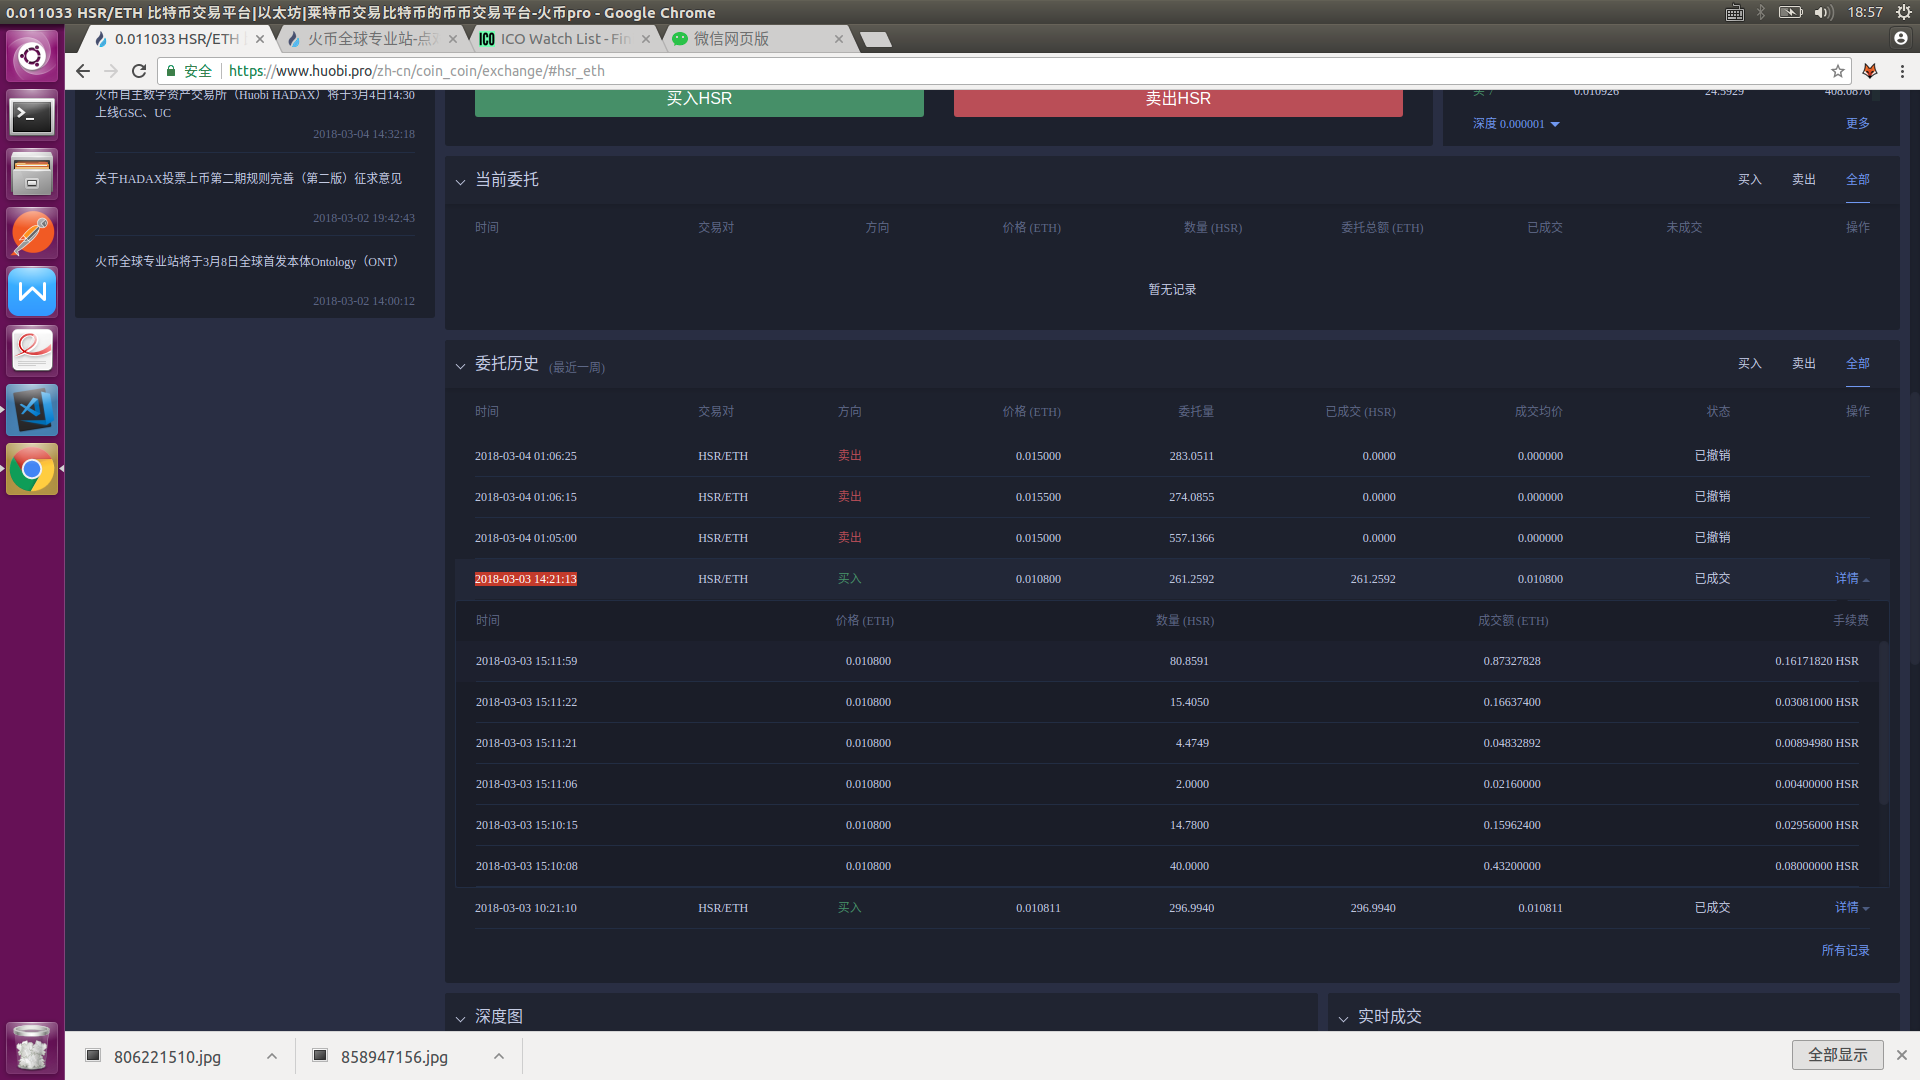 0.011033 HSR/ETH 比特币交易平台|以太坊|莱特币交易比特币的币币交易平台-火币pro - Google Chrome
18:57
0.011033 HSR/ETH
火币全球专业站-点
ICO Watch List - Fin
微信网页版
安全
https://www.huobi.pro/zh-cn/coin_coin/exchange/#hsr_eth
火币自主数字资产交易所（Huobi HADAX）将于3月4日14:30
上线GSC、UC
2018-03-04 14:32:18
关于HADAX投票上币第二期规则完善（第二版）征求意见
2018-03-02 19:42:43
火币全球专业站将于3月8日全球首发本体Ontology（ONT）
2018-03-02 14:00:12
买入HSR
卖出HSR
买 7 0.010926 24.5929 408.0876
深度 0.000001
更多
当前委托
买入 卖出 全部
时间 交易对 方向 价格 (ETH) 数量 (HSR) 委托总额 (ETH) 已成交 未成交 操作
暂无记录
委托历史 (最近一周)
买入 卖出 全部
时间 交易对 方向 价格 (ETH) 委托量 已成交 (HSR) 成交均价 状态 操作
2018-03-04 01:06:25 HSR/ETH 卖出 0.015000 283.0511 0.0000 0.000000 已撤销
2018-03-04 01:06:15 HSR/ETH 卖出 0.015500 274.0855 0.0000 0.000000 已撤销
2018-03-04 01:05:00 HSR/ETH 卖出 0.015000 557.1366 0.0000 0.000000 已撤销
2018-03-03 14:21:13 HSR/ETH 买入 0.010800 261.2592 261.2592 0.010800 已成交 详情
时间 价格 (ETH) 数量 (HSR) 成交额 (ETH) 手续费
2018-03-03 15:11:59 0.010800 80.8591 0.87327828 0.16171820 HSR
2018-03-03 15:11:22 0.010800 15.4050 0.16637400 0.03081000 HSR
2018-03-03 15:11:21 0.010800 4.4749 0.04832892 0.00894980 HSR
2018-03-03 15:11:06 0.010800 2.0000 0.02160000 0.00400000 HSR
2018-03-03 15:10:15 0.010800 14.7800 0.15962400 0.02956000 HSR
2018-03-03 15:10:08 0.010800 40.0000 0.43200000 0.08000000 HSR
2018-03-03 10:21:10 HSR/ETH 买入 0.010811 296.9940 296.9940 0.010811 已成交 详情
所有记录
深度图
实时成交
806221510.jpg
858947156.jpg
全部显示